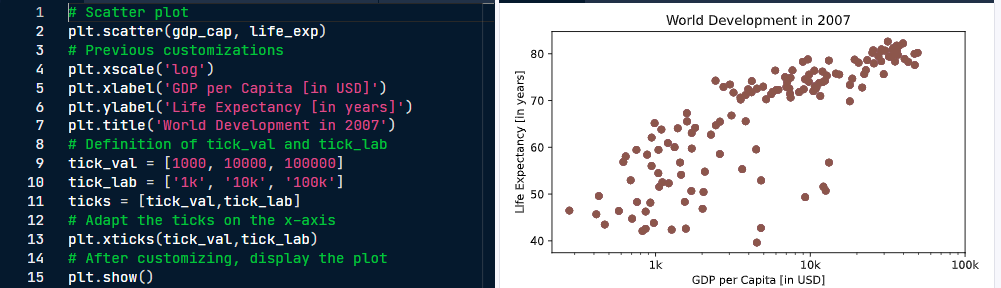 1 # Scatter plot
2 plt.scatter(gdp_cap, life_exp)
3 # Previous customizations
4 plt.xscale('log')
5 plt.xlabel('GDP per Capita [in USD]')
6 plt.ylabel('Life Expectancy [in years]')
7 plt.title('World Development in 2007')
8 # Definition of tick_val and tick_lab
9 tick_val = [1000, 10000, 100000]
10 tick_lab = ['1k', '10k', '100k']
11 ticks = [tick_val,tick_lab]
12 # Adapt the ticks on the x-axis
13 plt.xticks(tick_val,tick_lab)
14 # After customizing, display the plot
15 plt.show()
World Development in 2007
Life Expectancy [in years]
80
70
60
50
40
1k 10k 100k
GDP per Capita [in USD]